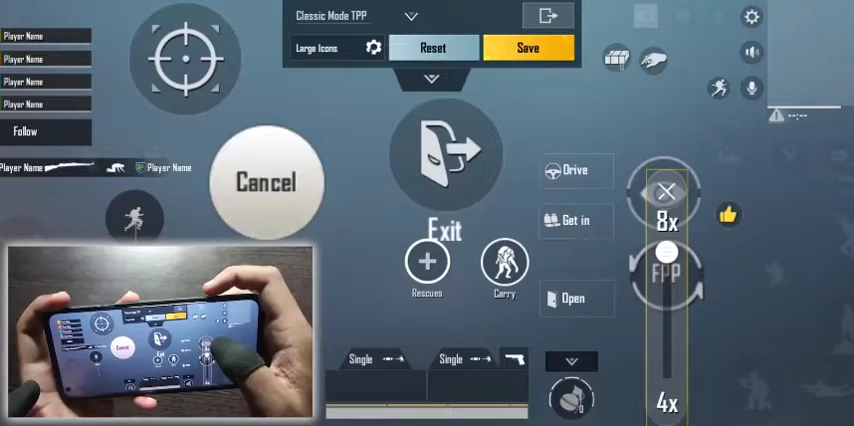 Classic Mode TPP
Large Icons
Reset
Save
Player Name
Player Name
Player Name
Player Name
Follow
Player Name
Player Name
Cancel
Exit
Rescues
Carry
Drive
Get in
Open
8x
FPP
4x
Single
Single
0
--:--